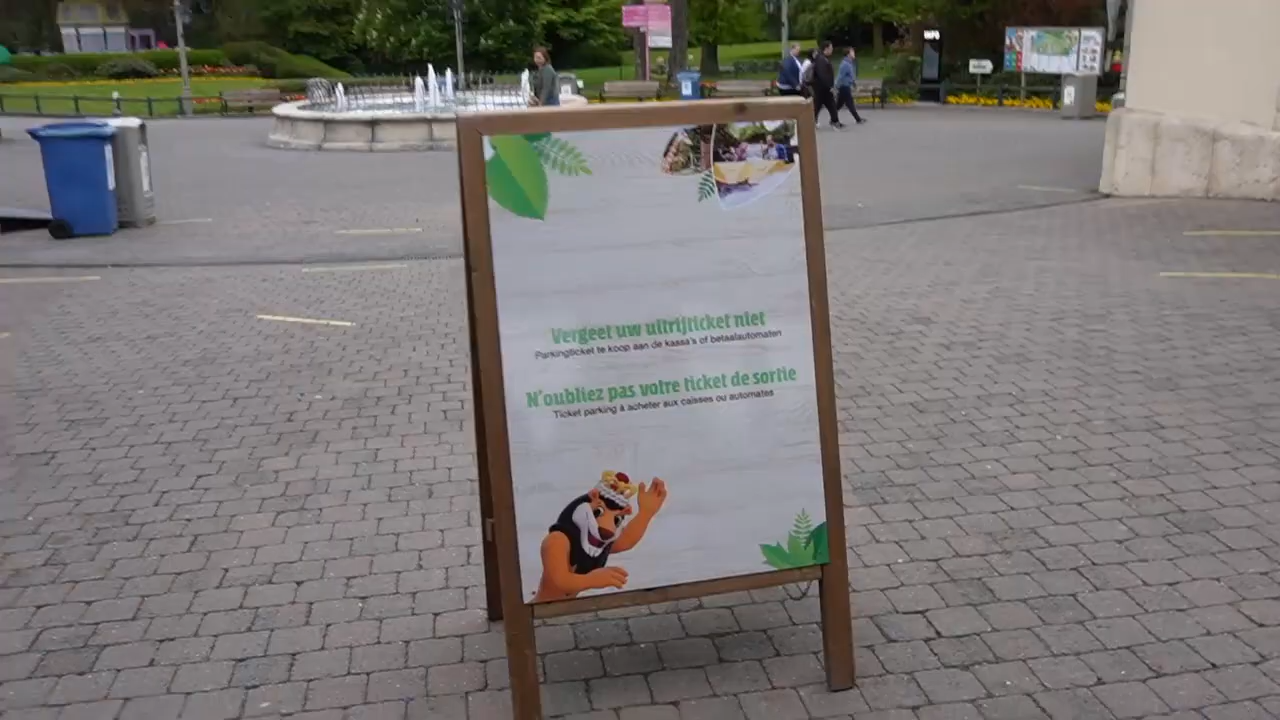 Vergeet uw uitrijticket niet
Parkingticket te koop aan de kassa's of betaalautomaten
N'oubliez pas votre ticket de sortie
Ticket parking à acheter aux caisses ou automates